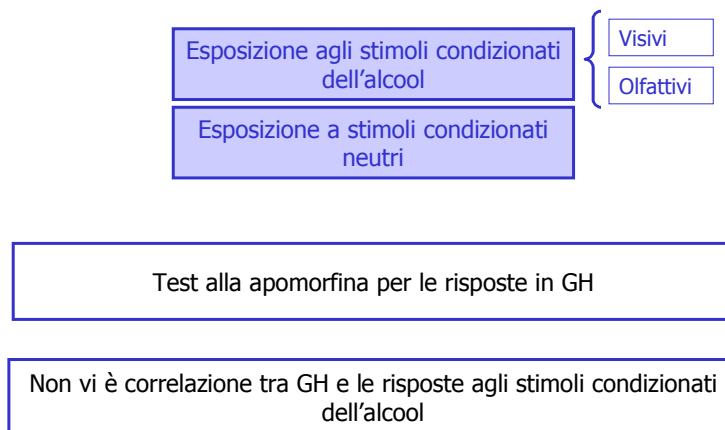 Esposizione agli stimoli condizionati
dell'alcool
Visivi
Olfattivi
Esposizione a stimoli condizionati
neutri
Test alla apomorfina per le risposte in GH
Non vi è correlazione tra GH e le risposte agli stimoli condizionati
dell'alcool